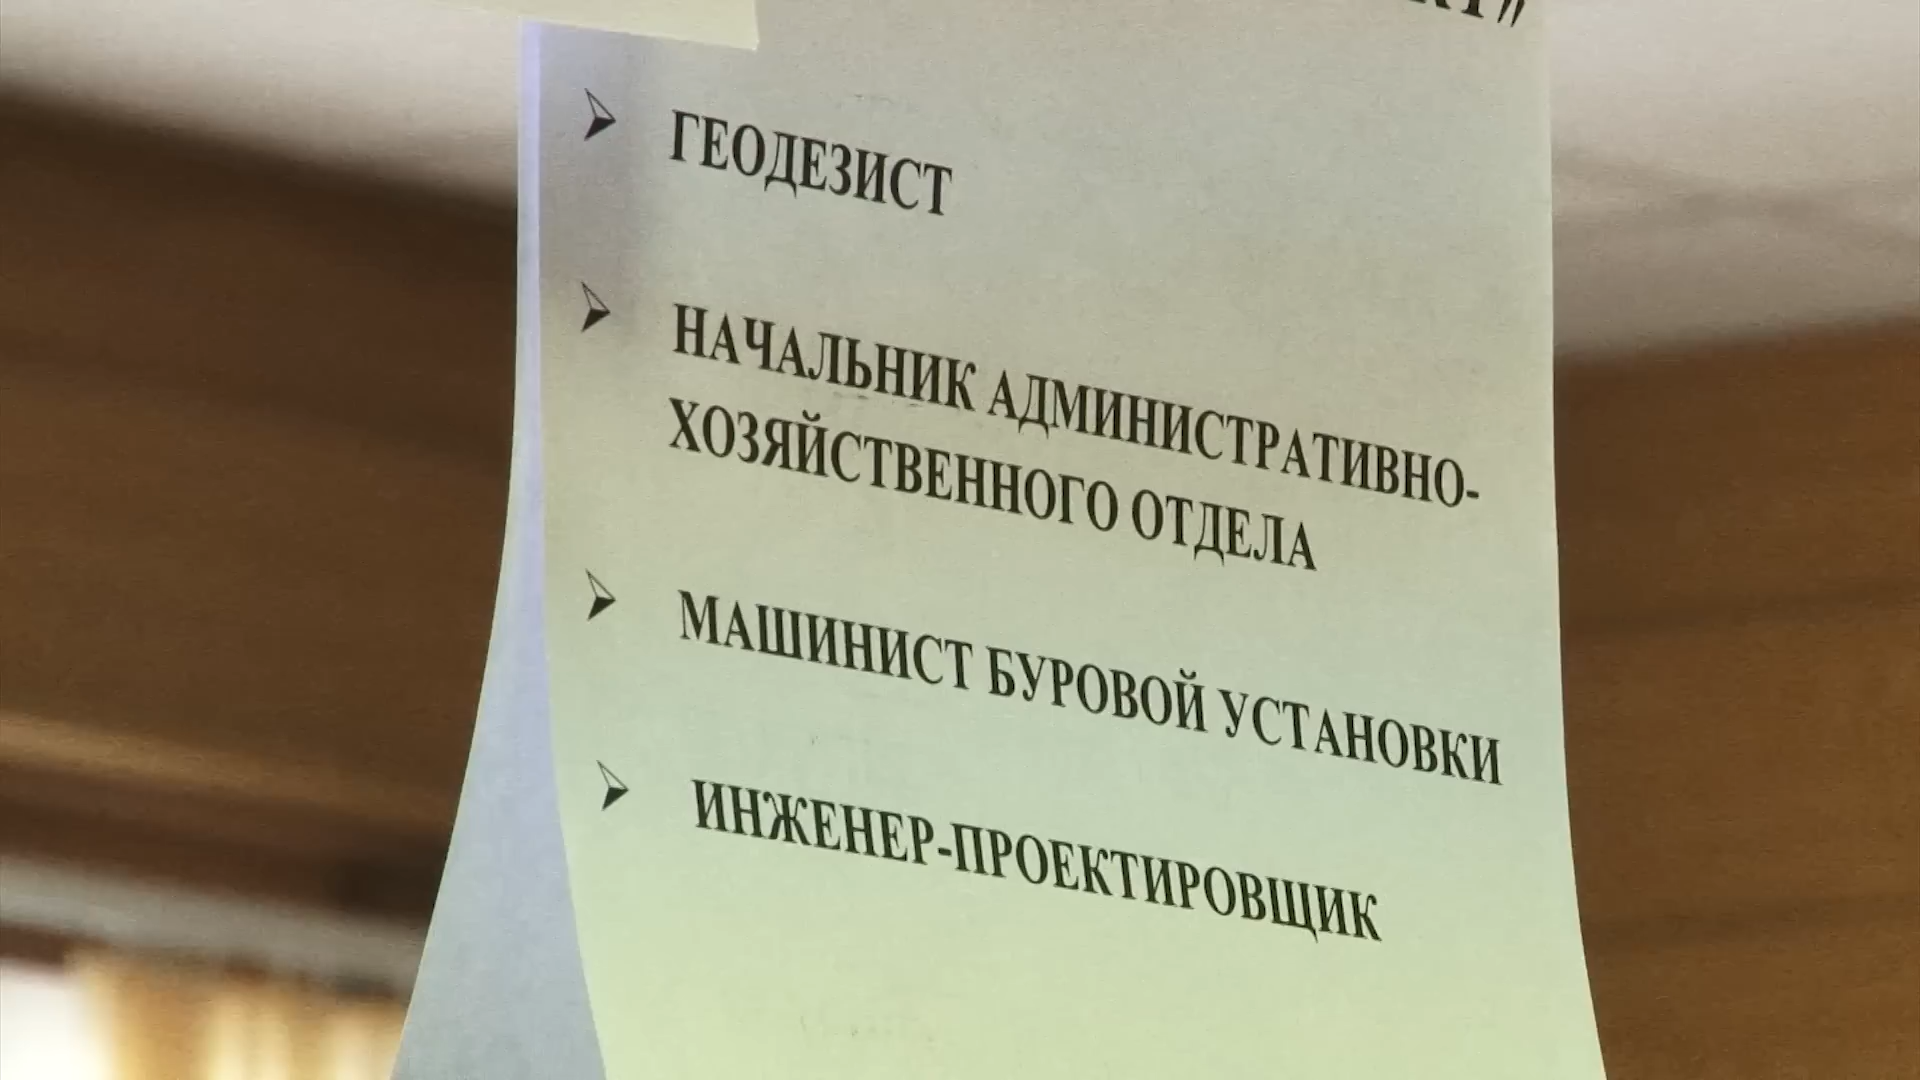 ГЕОДЕЗИСТ
НАЧАЛЬНИК АДМИНИСТРАТИВНО-
ХОЗЯЙСТВЕННОГО ОТДЕЛА
МАШИНИСТ БУРОВОЙ УСТАНОВКИ
ИНЖЕНЕР-ПРОЕКТИРОВЩИК